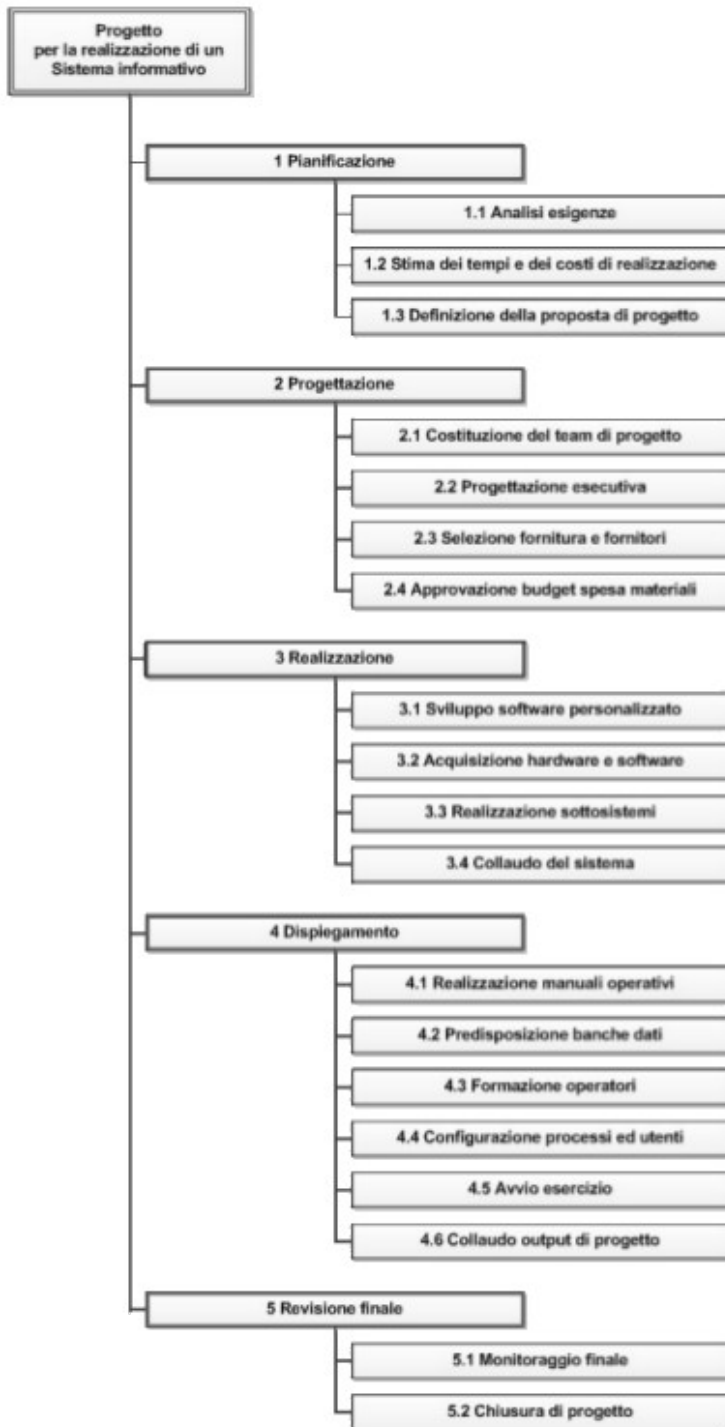 Progetto
per la realizzazione di un
Sistema informativo
1 Pianificazione
1.1 Analisi esigenze
1.2 Stima dei tempi e dei costi di realizzazione
1.3 Definizione della proposta di progetto
2 Progettazione
2.1 Costituzione del team di progetto
2.2 Progettazione esecutiva
2.3 Selezione fornitura e fornitori
2.4 Approvazione budget spesa materiali
3 Realizzazione
3.1 Sviluppo software personalizzato
3.2 Acquisizione hardware e software
3.3 Realizzazione sottosistemi
3.4 Collaudo del sistema
4 Dispiegamento
4.1 Realizzazione manuali operativi
4.2 Predisposizione banche dati
4.3 Formazione operatori
4.4 Configurazione processi ed utenti
4.5 Avvio esercizio
4.6 Collaudo output di progetto
5 Revisione finale
5.1 Monitoraggio finale
5.2 Chiusura di progetto